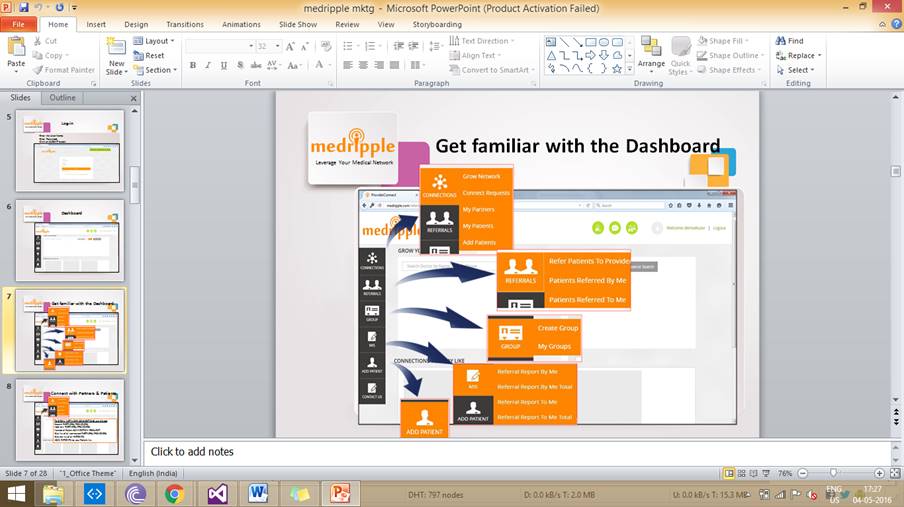 medripple mktg - Microsoft PowerPoint (Product Activation Failed)
File Home Insert Design Transitions Animations Slide Show Review View Storyboarding
Paste
Cut
Copy
Format Painter
Clipboard
New Slide
Layout
Reset
Section
Slides
32
Font
Paragraph
Text Direction
Align Text
Convert to SmartArt
Arrange
Quick Styles
Shape Fill
Shape Outline
Shape Effects
Drawing
Find
Replace
Select
Editing
Slides Outline
5
Log-in
6
Dashboard
7
Get familiar with the Dashboard
8
Connect with Partners & Patients
medripple
Leverage Your Medical Network
Get familiar with the Dashboard
ProviderConnect
Search
medripple
Welcome
Logout
GROW
CONNECTIONS
REFERRALS
GROUP
MIS
ADD PATIENT
CONTACT US
CONNECTIONS
REFERRALS
Grow Network
Connect Requests
My Partners
My Patients
Add Patients
REFERRALS
Refer Patients To Provide
Patients Referred By Me
Patients Referred To Me
GROUP
Create Group
My Groups
CONNECTIONS
LIKE
MIS
ADD PATIENT
Referral Report By Me
Referral Report By Me Total
Referral Report To Me
Referral Report To Me Total
ADD PATIENT
Click to add notes
Slide 7 of 28 "1_Office Theme" English (India) 76%
DHT: 797 nodes D: 0.0 kB/s T: 2.0 MB U: 0.0 kB/s T: 15.3 MB
ENG
US
17:27
04-05-2016